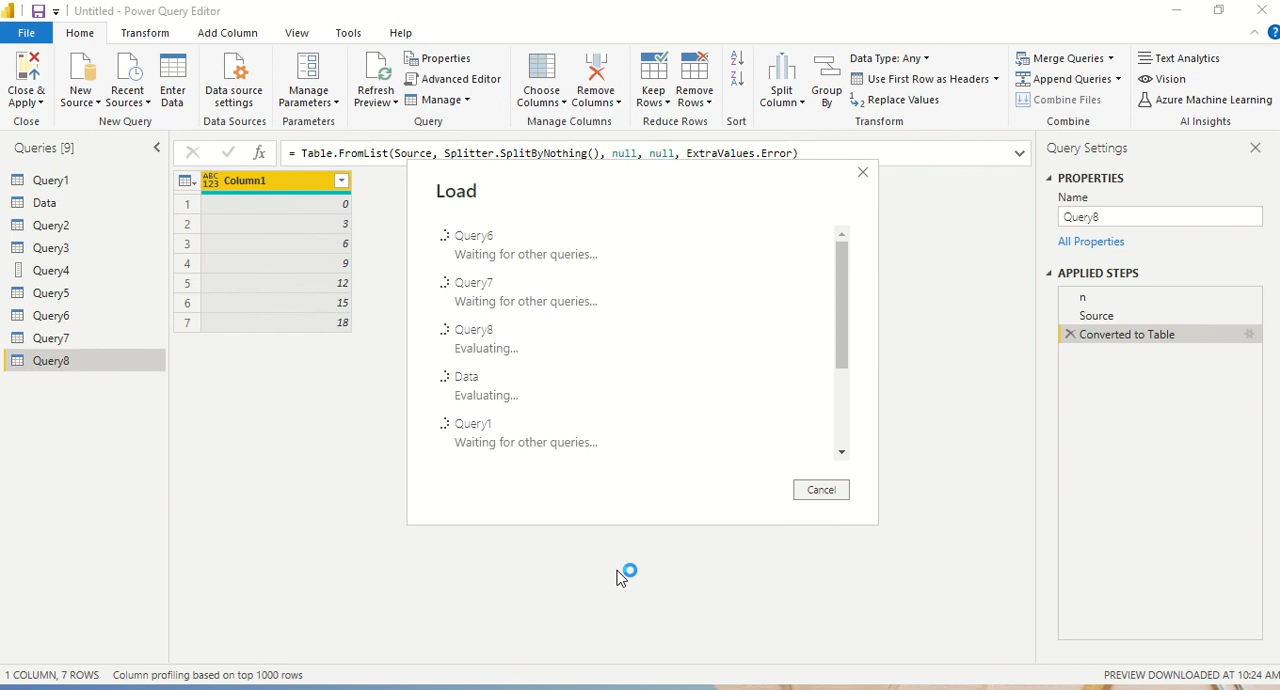 Untitled - Power Query Editor
File Home Transform Add Column View Tools Help
Close & Apply
Close
New Source
Recent Sources
Enter Data
New Query
Data source settings
Data Sources
Manage Parameters
Parameters
Refresh Preview
Properties
Advanced Editor
Manage
Query
Choose Columns
Remove Columns
Manage Columns
Keep Rows
Remove Rows
Reduce Rows
Sort
Split Column
Group By
Data Type: Any
Use First Row as Headers
Replace Values
Transform
Merge Queries
Append Queries
Combine Files
Combine
Text Analytics
Vision
Azure Machine Learning
AI Insights
Queries [9]
Query1
Data
Query2
Query3
Query4
Query5
Query6
Query7
Query8
fx
= Table.FromList(Source, Splitter.SplitByNothing(), null, null, ExtraValues.Error)
ABC 123 Column1
1 0
2 3
3 6
4 9
5 12
6 15
7 18
Load
Query6
Waiting for other queries...
Query7
Waiting for other queries...
Query8
Evaluating...
Data
Evaluating...
Query1
Waiting for other queries...
Cancel
Query Settings
PROPERTIES
Name
Query8
All Properties
APPLIED STEPS
n
Source
Converted to Table
1 COLUMN, 7 ROWS Column profiling based on top 1000 rows
PREVIEW DOWNLOADED AT 10:24 AM